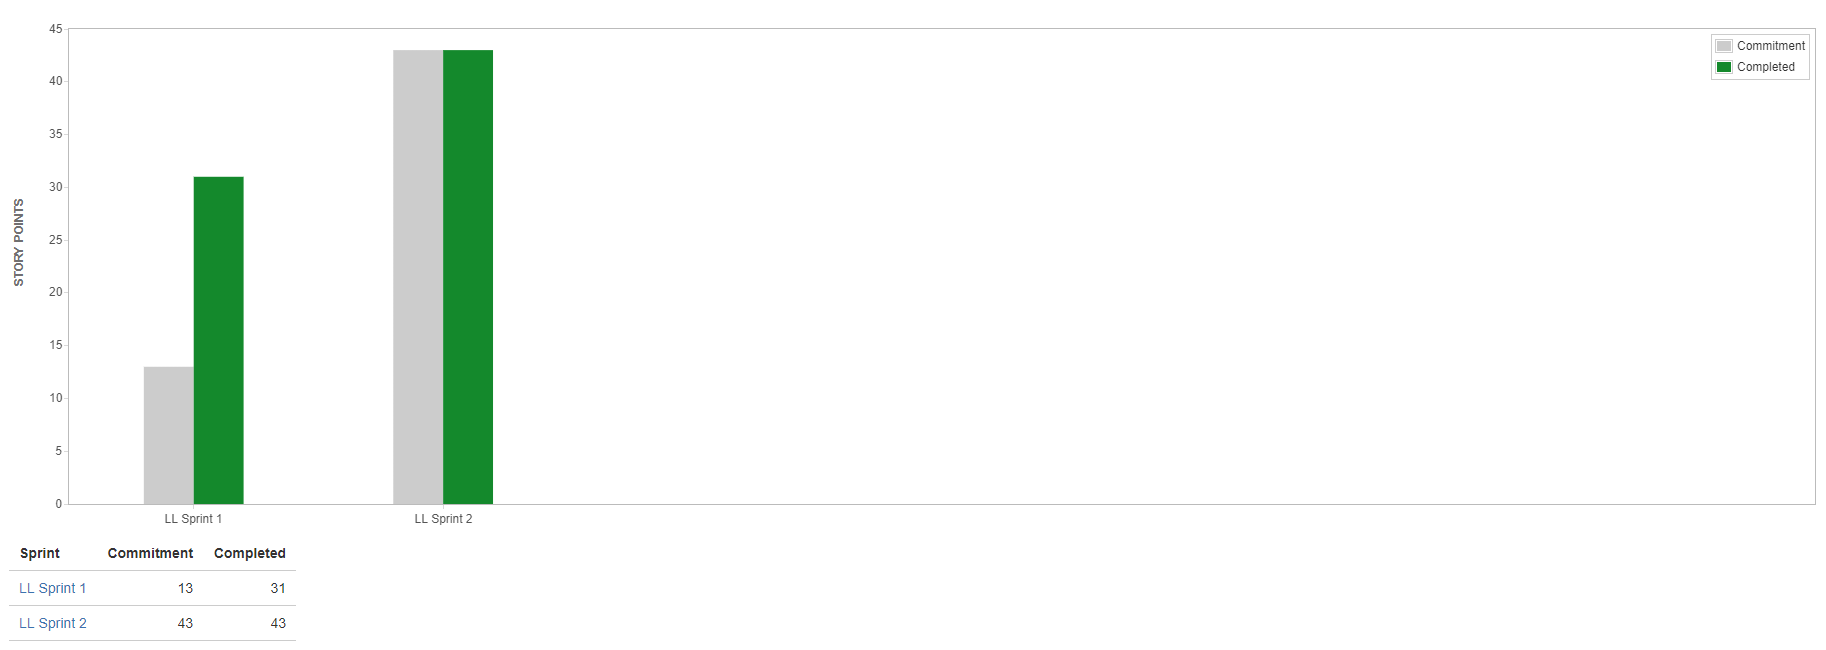 45
40
35
30
25
20
15
10
5
0
STORY POINTS
Commitment
Completed
LL Sprint 1 LL Sprint 2
Sprint Commitment Completed
LL Sprint 1 13 31
LL Sprint 2 43 43